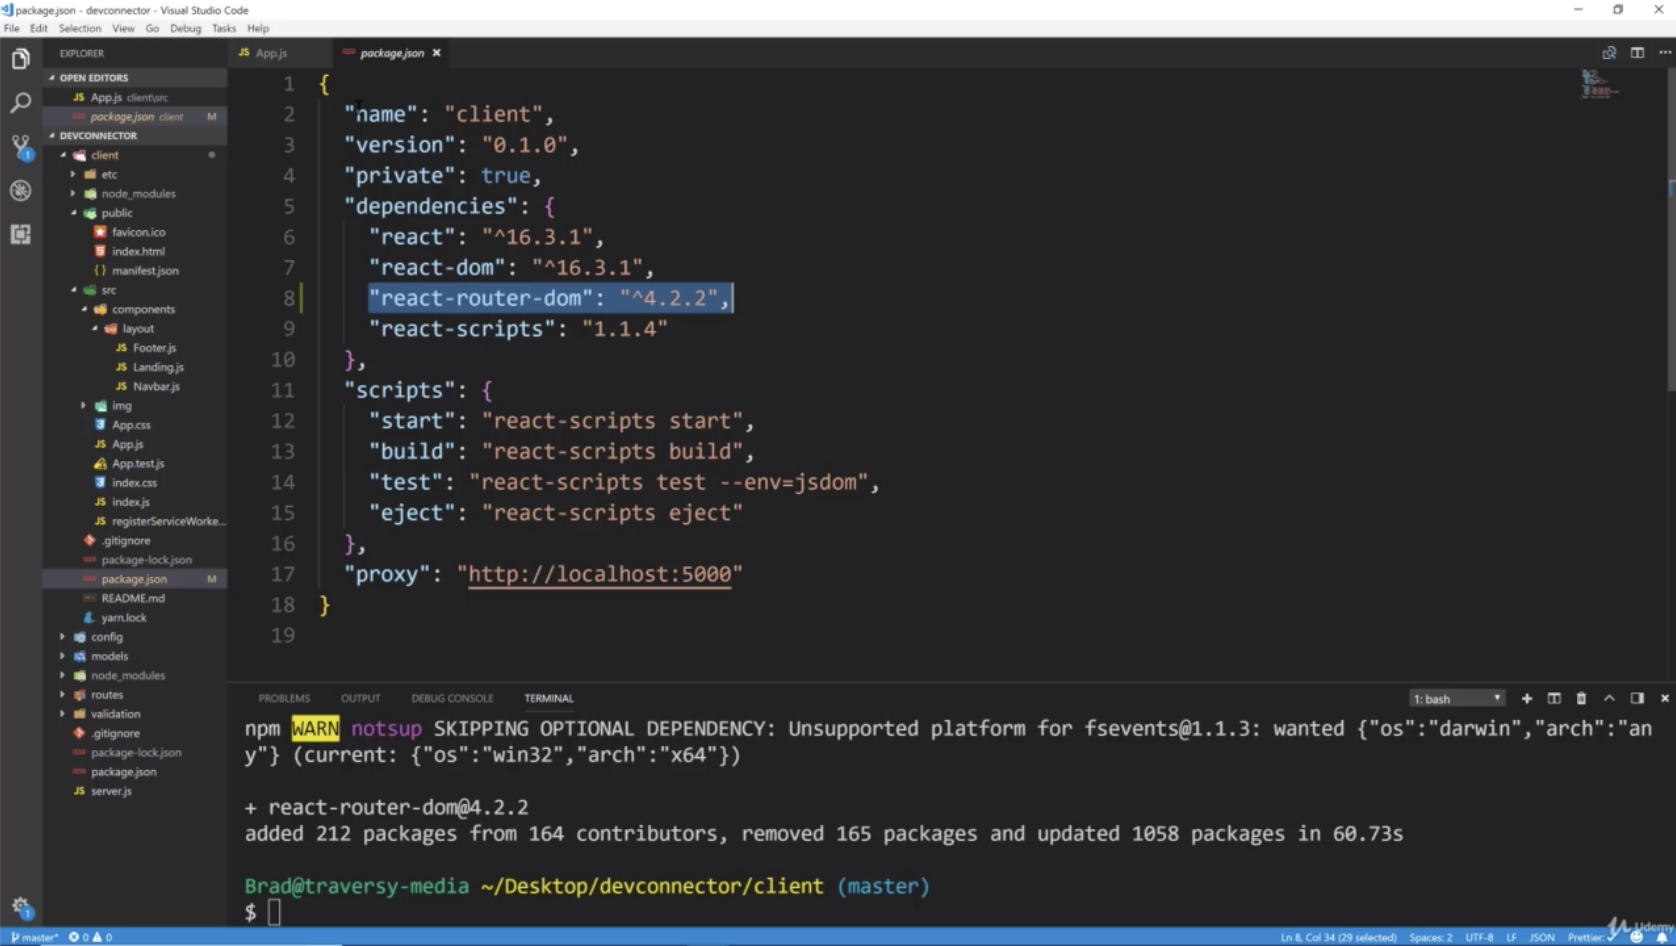 package.json - devconnector - Visual Studio Code
File Edit Selection View Go Debug Tasks Help
EXPLORER
OPEN EDITORS
JS App.js client\src
package.json client M
DEVCONNECTOR
client
etc
node_modules
public
favicon.ico
index.html
{} manifest.json
src
components
layout
JS Footer.js
JS Landing.js
JS Navbar.js
img
App.css
JS App.js
App.test.js
index.css
JS index.js
registerServiceWorke...
.gitignore
package-lock.json
package.json M
README.md
yarn.lock
config
models
node_modules
routes
validation
.gitignore
package-lock.json
package.json
JS server.js
JS App.js package.json
1 {
2 "name": "client",
3 "version": "0.1.0",
4 "private": true,
5 "dependencies": {
6 "react": "^16.3.1",
7 "react-dom": "^16.3.1",
8 "react-router-dom": "^4.2.2",
9 "react-scripts": "1.1.4"
10 },
11 "scripts": {
12 "start": "react-scripts start",
13 "build": "react-scripts build",
14 "test": "react-scripts test --env=jsdom",
15 "eject": "react-scripts eject"
16 },
17 "proxy": "http://localhost:5000"
18 }
19
PROBLEMS OUTPUT DEBUG CONSOLE TERMINAL 1: bash
npm WARN notsup SKIPPING OPTIONAL DEPENDENCY: Unsupported platform for fsevents@1.1.3: wanted {"os":"darwin","arch":"an
y"} (current: {"os":"win32","arch":"x64"})
+ react-router-dom@4.2.2
added 212 packages from 164 contributors, removed 165 packages and updated 1058 packages in 60.73s
Brad@traversy-media ~/Desktop/devconnector/client (master)
$
master* 0 0 Ln 8, Col 34 (29 selected) Spaces: 2 UTF-8 LF JSON Prettier:
Udemy